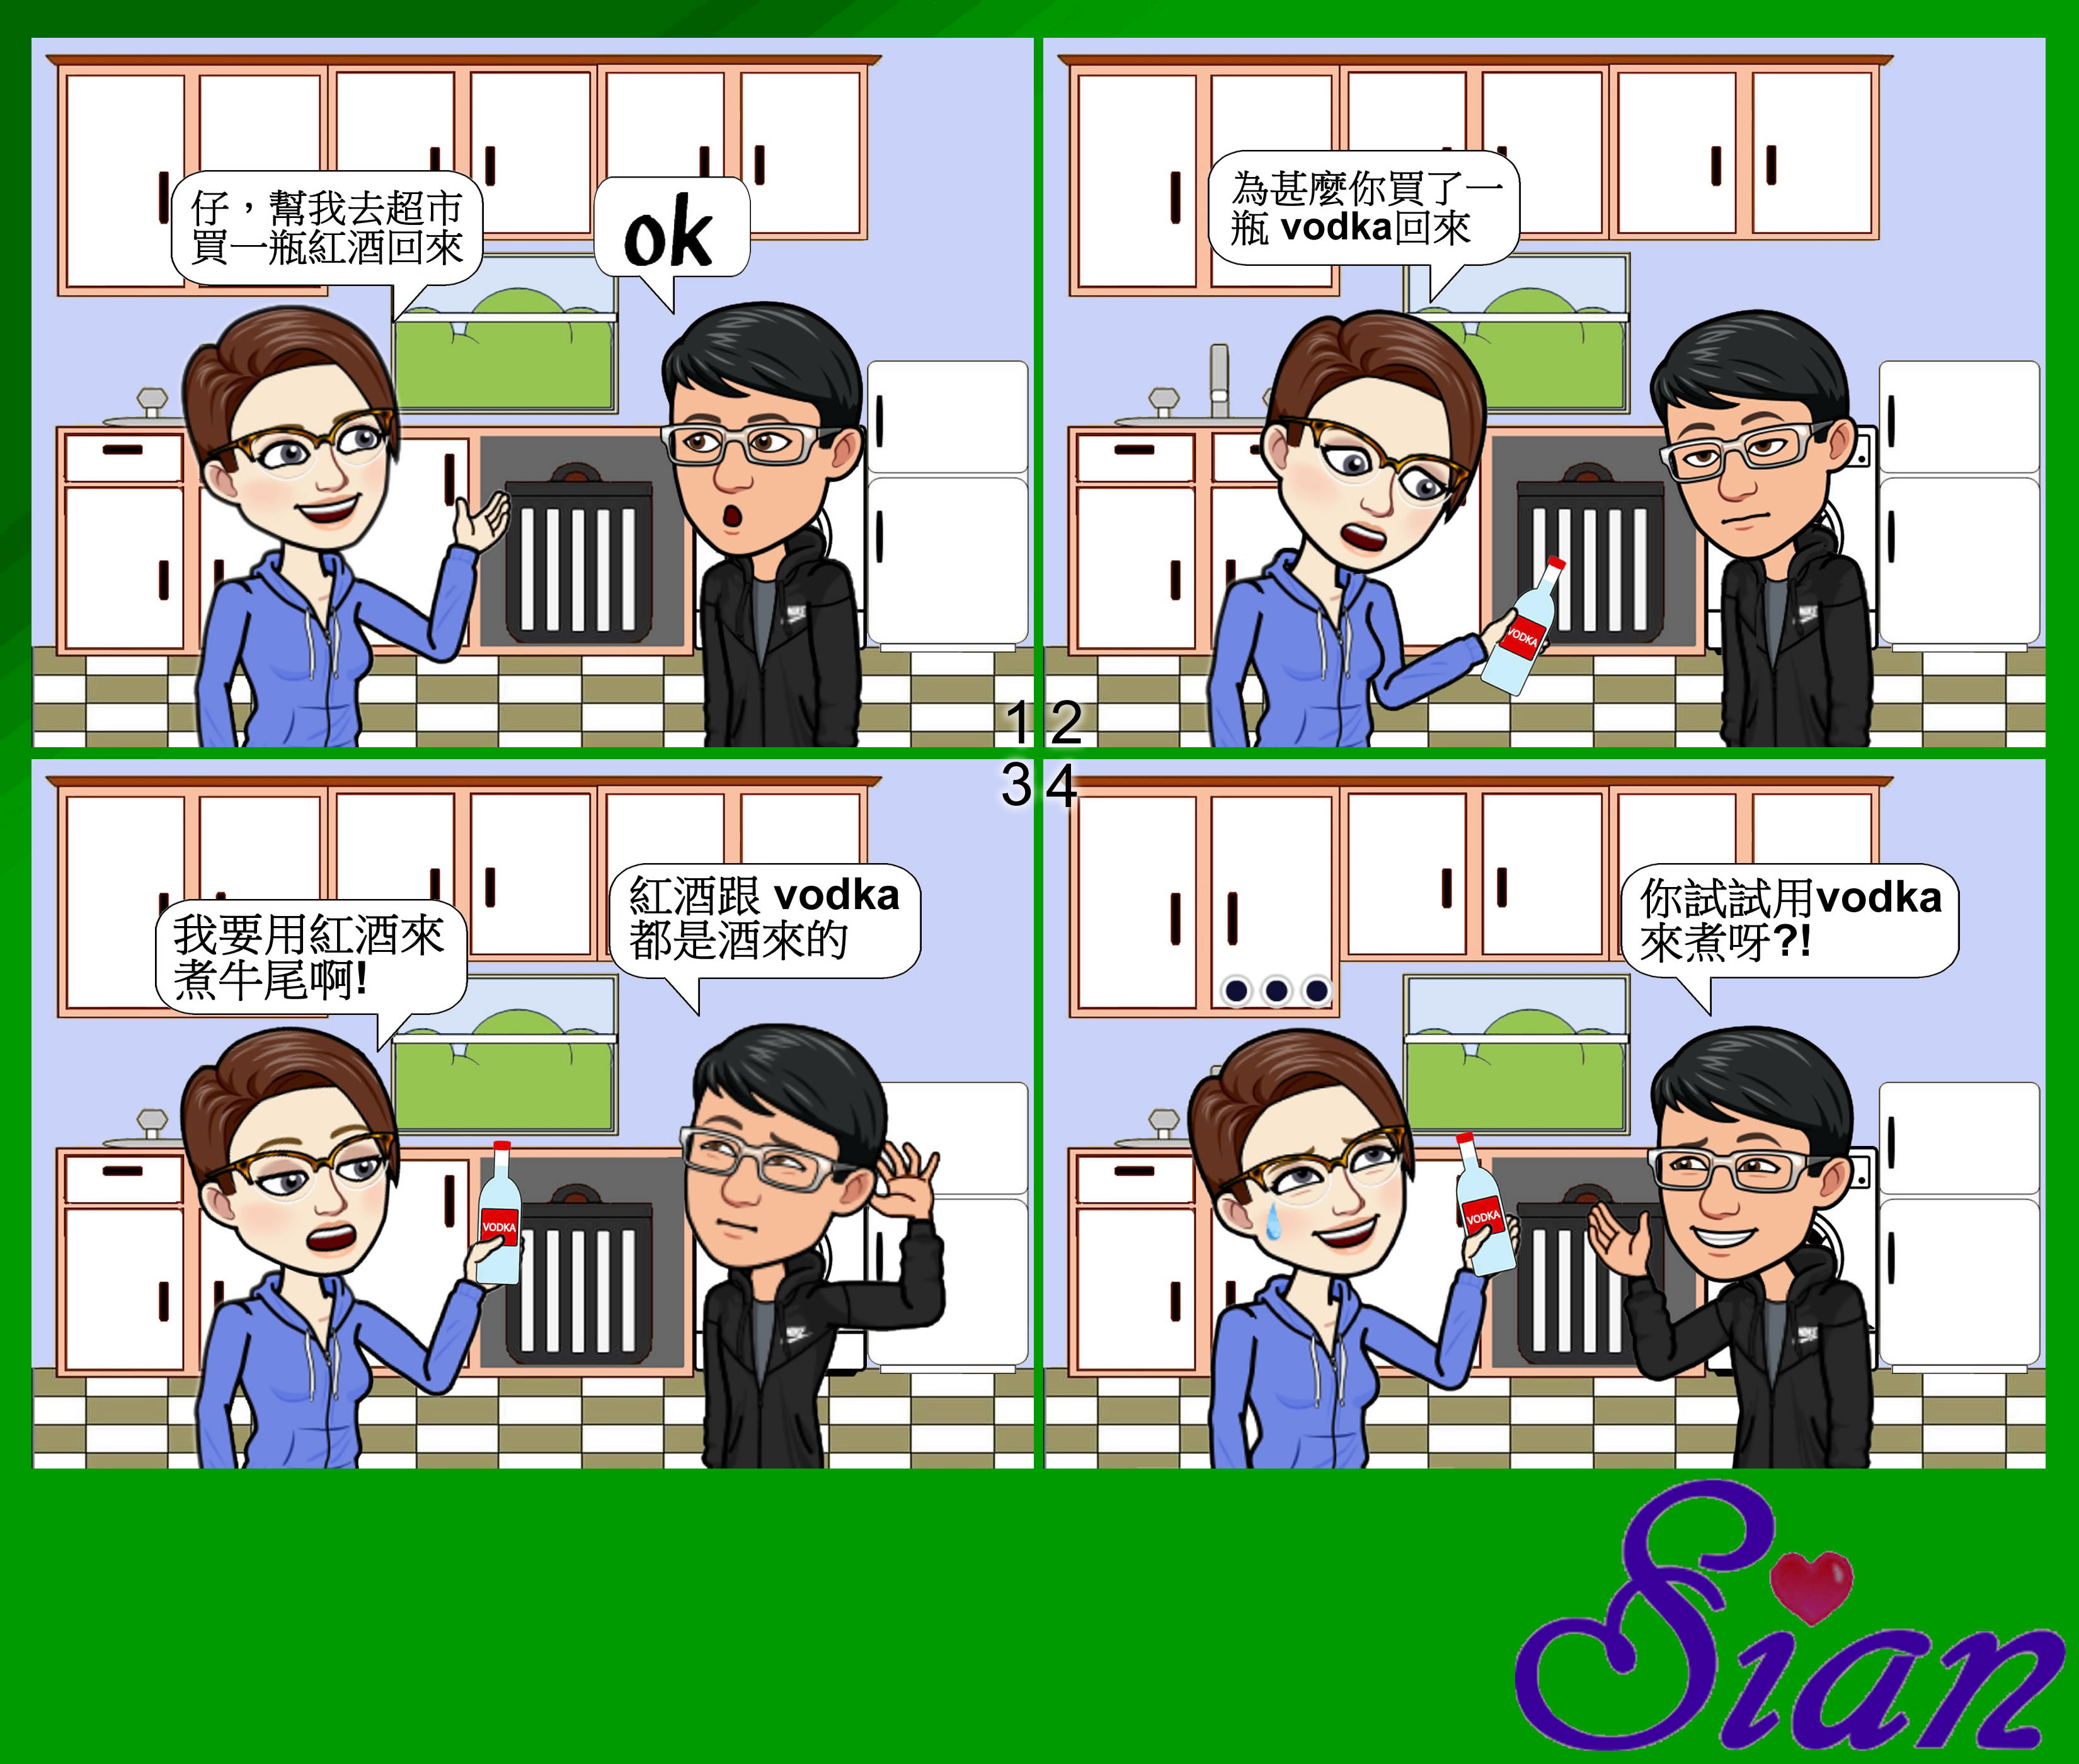 仔，幫我去超市
買一瓶紅酒回來
ok
為甚麼你買了一
瓶 vodka回來
VODKA
1 2
3 4
我要用紅酒來
煮牛尾啊!
紅酒跟 vodka
都是酒來的
VODKA
你試試用vodka
來煮呀?!
VODKA
Sian